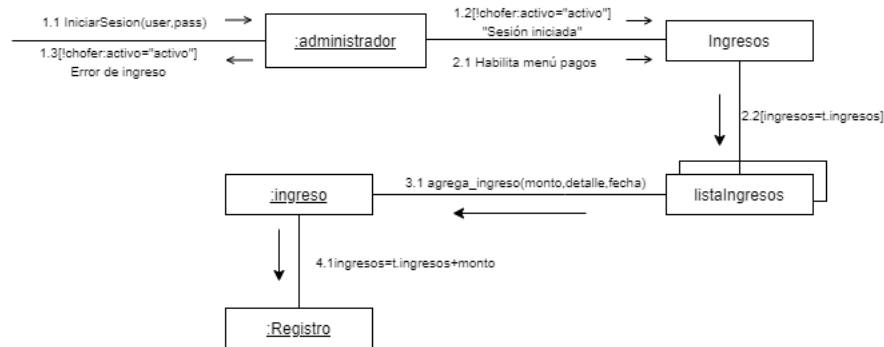 1.1 IniciarSesion(user,pass)
1.3[!chofer:activo="activo"]
Error de ingreso
:administrador
1.2[!chofer:activo="activo"]
"Sesión iniciada"
2.1 Habilita menú pagos
Ingresos
2.2[ingresos=t.ingresos]
listaIngresos
3.1 agrega_ingreso(monto,detalle,fecha)
:ingreso
4.1ingresos=t.ingresos+monto
:Registro